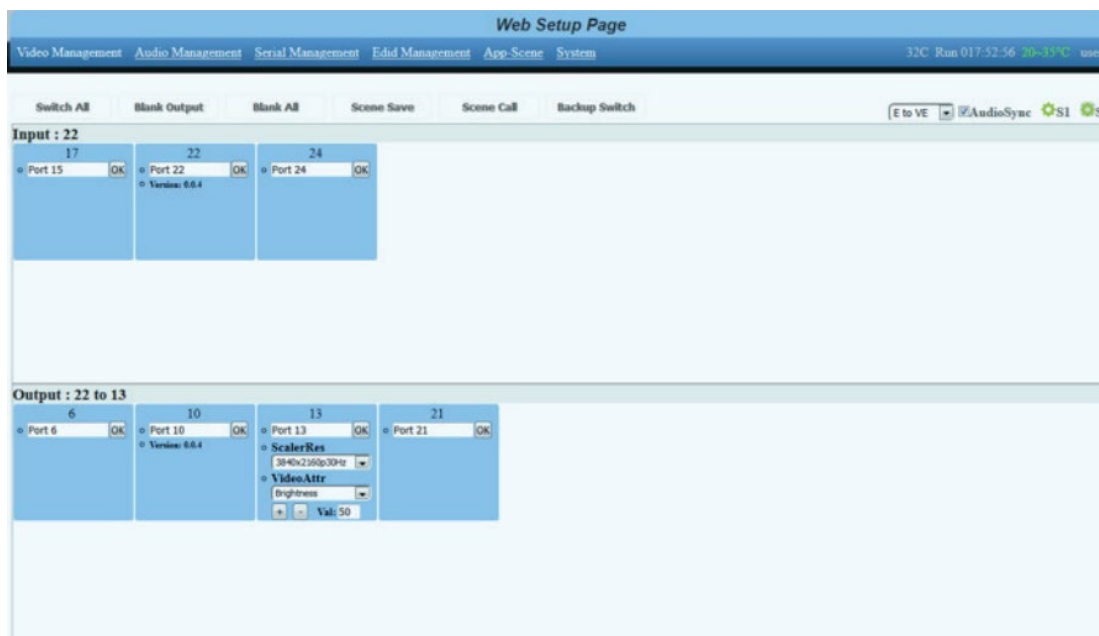 Web Setup Page
Video Management Audio Management Serial Management Edid Management App-Scene System 32C Run 017:52:56 20~35°C use
Switch All Blank Output Blank All Scene Save Scene Call Backup Switch E to VE AudioSync S1 S
Input : 22
17 22 24
Port 15 OK Port 22 OK Port 24 OK
Version: 0.0.4
Output : 22 to 13
6 10 13 21
Port 6 OK Port 10 OK Port 13 OK Port 21 OK
Version: 0.0.4 ScalerRes
3840x2160p30Hz
VideoAttr
Brightness
+ - Val: 50